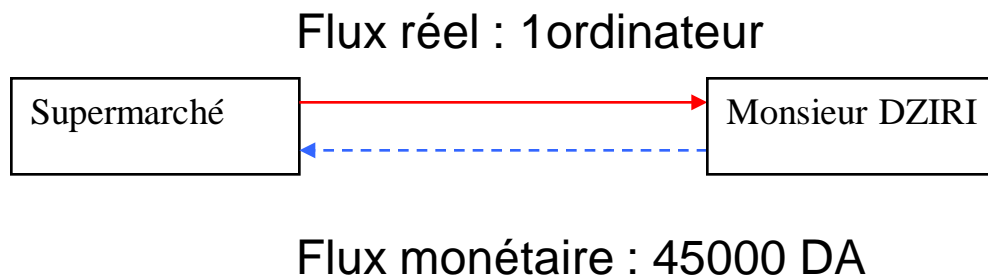 Flux réel : 1ordinateur
Supermarché
Monsieur DZIRI
Flux monétaire : 45000 DA